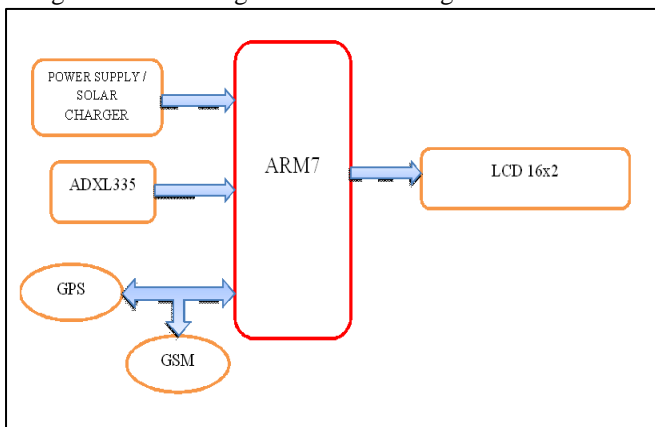 POWER SUPPLY /
SOLAR
CHARGER
ARM7
LCD 16x2
ADXL335
GPS
GSM